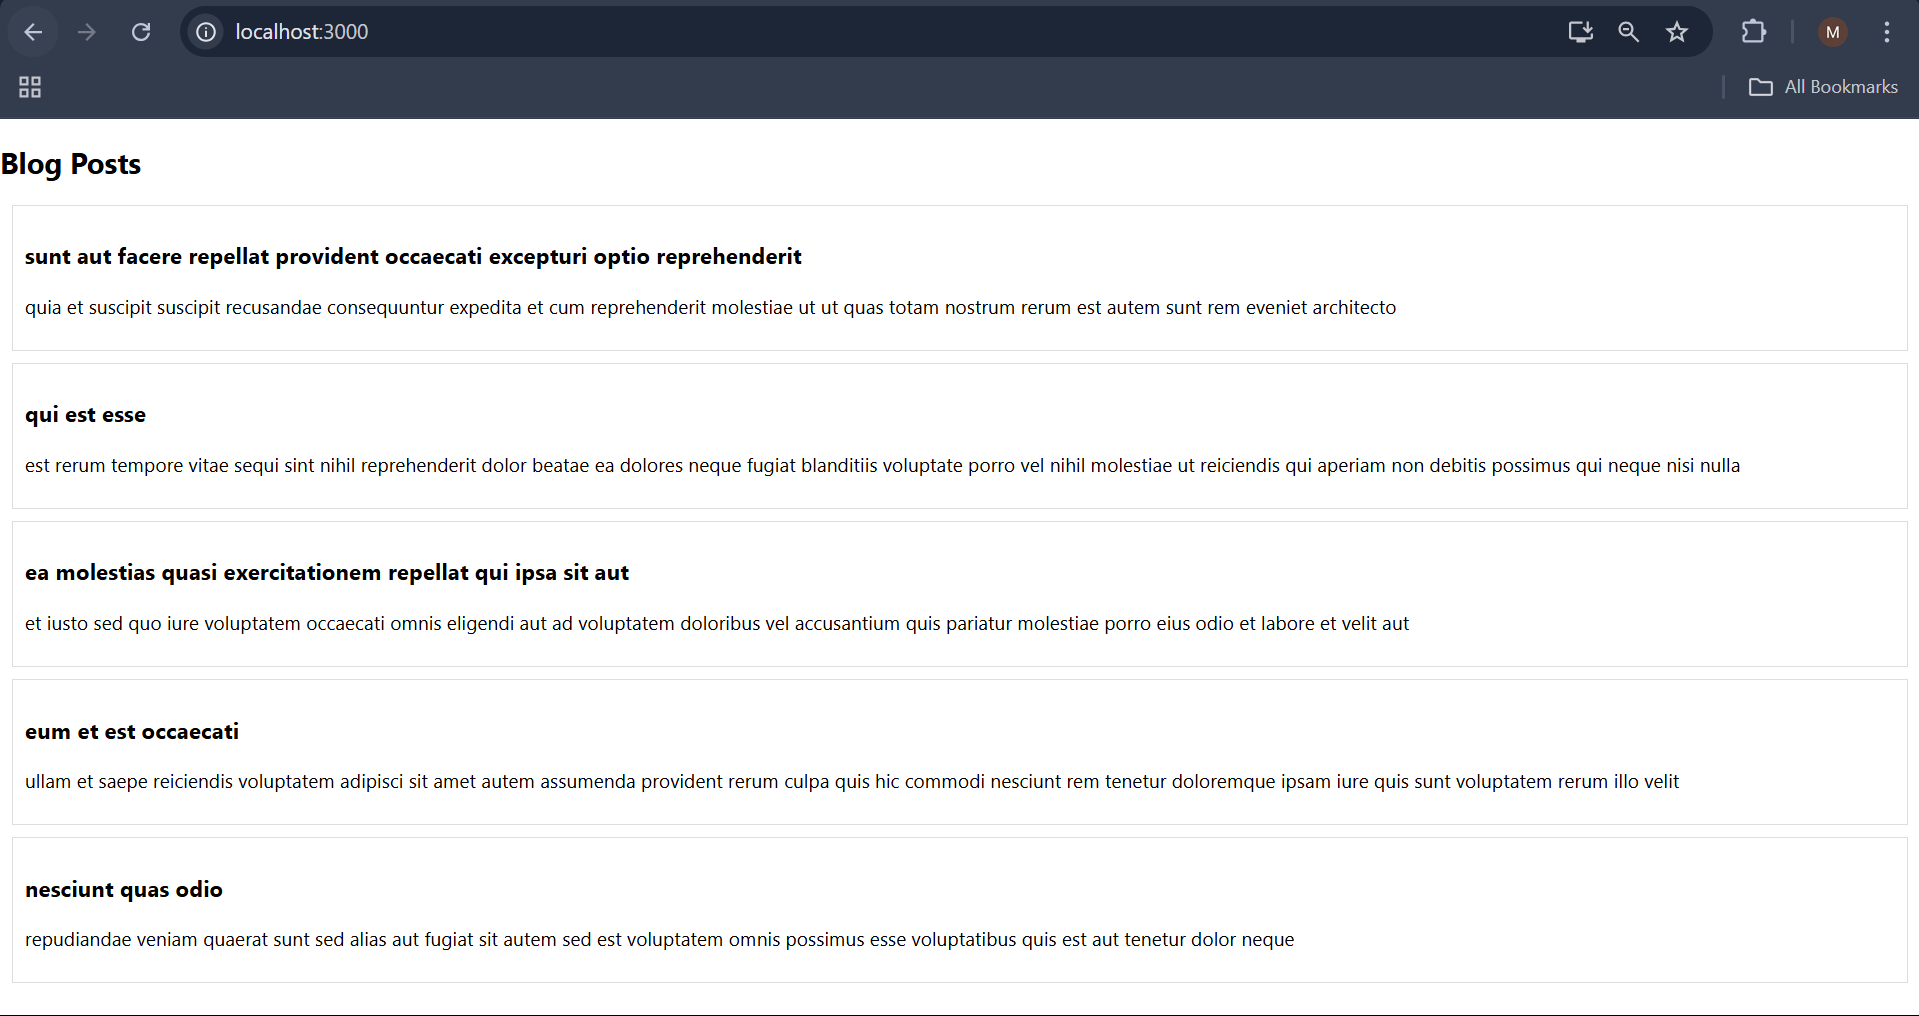 localhost:3000
M
All Bookmarks
Blog Posts
sunt aut facere repellat provident occaecati excepturi optio reprehenderit
quia et suscipit suscipit recusandae consequuntur expedita et cum reprehenderit molestiae ut ut quas totam nostrum rerum est autem sunt rem eveniet architecto
qui est esse
est rerum tempore vitae sequi sint nihil reprehenderit dolor beatae ea dolores neque fugiat blanditiis voluptate porro vel nihil molestiae ut reiciendis qui aperiam non debitis possimus qui neque nisi nulla
ea molestias quasi exercitationem repellat qui ipsa sit aut
et iusto sed quo iure voluptatem occaecati omnis eligendi aut ad voluptatem doloribus vel accusantium quis pariatur molestiae porro eius odio et labore et velit aut
eum et est occaecati
ullam et saepe reiciendis voluptatem adipisci sit amet autem assumenda provident rerum culpa quis hic commodi nesciunt rem tenetur doloremque ipsam iure quis sunt voluptatem rerum illo velit
nesciunt quas odio
repudiandae veniam quaerat sunt sed alias aut fugiat sit autem sed est voluptatem omnis possimus esse voluptatibus quis est aut tenetur dolor neque